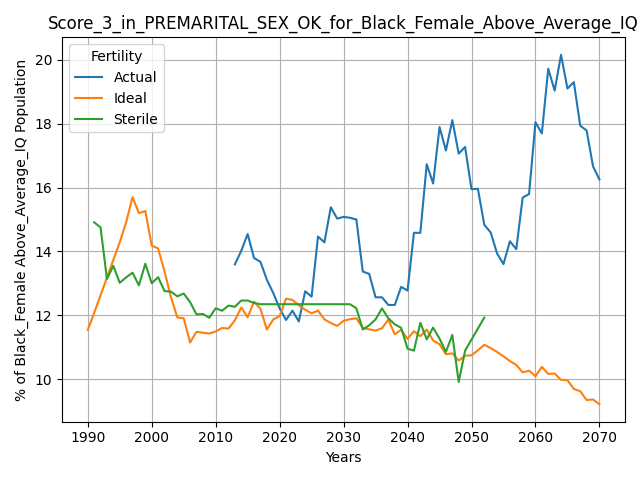 Score_3_in_PREMARITAL_SEX_OK_for_Black_Female_Above_Average_IQ
% of Black_Female Above_Average_IQ Population
Fertility
Actual
Ideal
Sterile
20
18
16
14
12
10
1990 2000 2010 2020 2030 2040 2050 2060 2070
Years